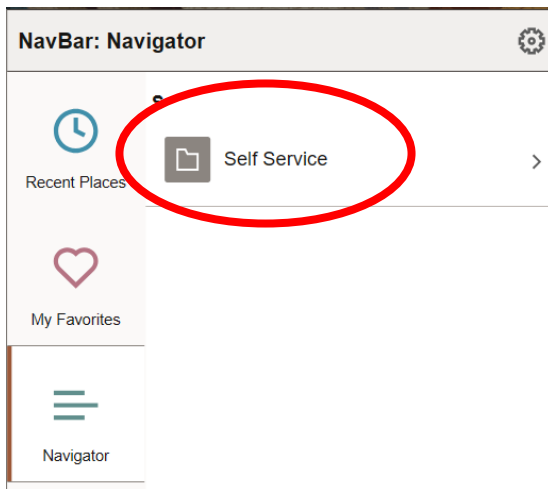 NavBar: Navigator
Self Service
Recent Places
My Favorites
Navigator